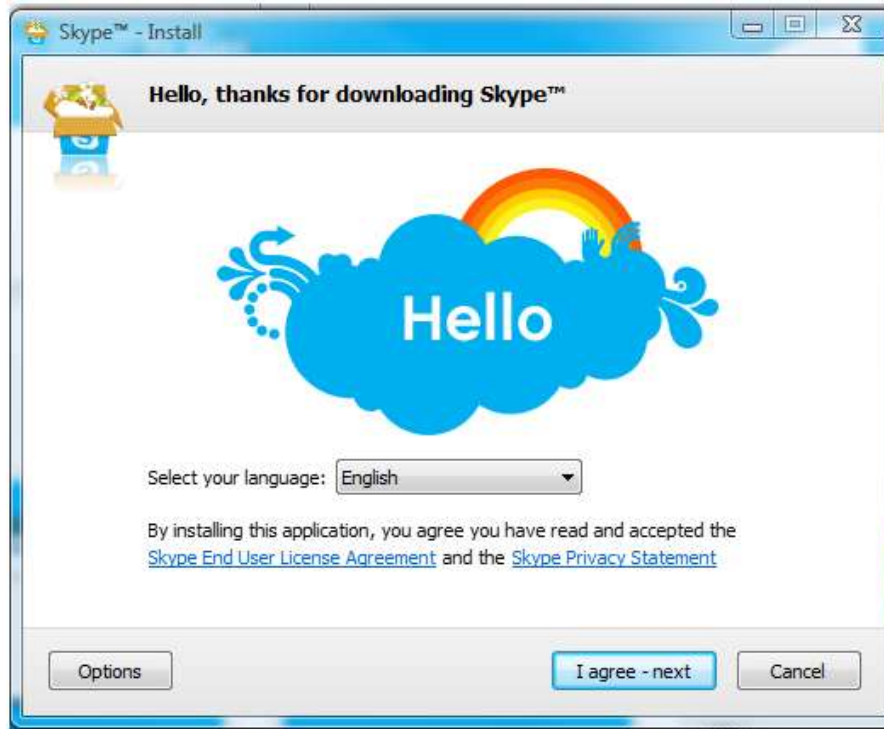 Skype™ - Install
Hello, thanks for downloading Skype™
Hello
Select your language: English
By installing this application, you agree you have read and accepted the
Skype End User License Agreement and the Skype Privacy Statement
Options I agree - next Cancel